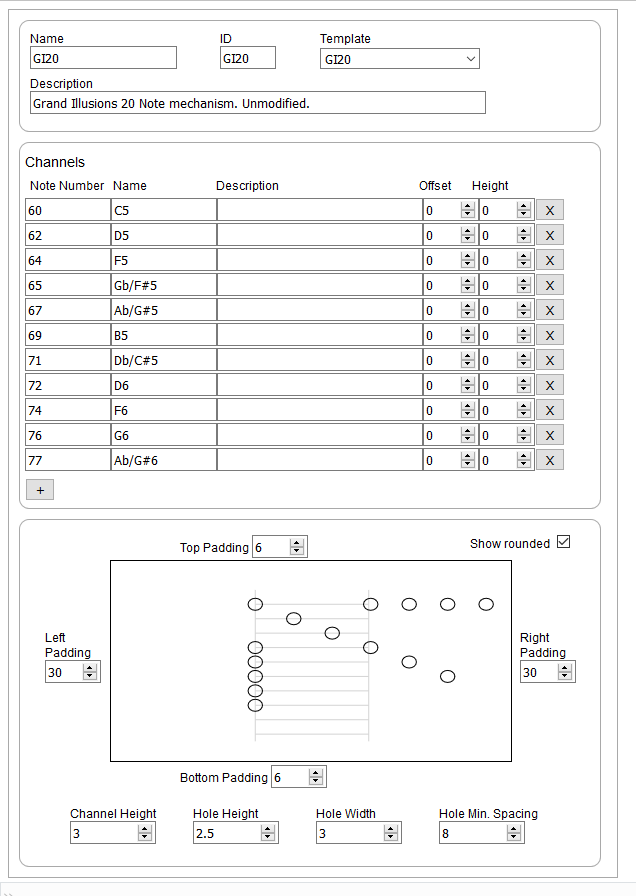 Name ID Template
GI20 GI20 GI20
Description
Grand Illusions 20 Note mechanism. Unmodified.
Channels
Note Number Name Description Offset Height
60 C5 0 0 X
62 D5 0 0 X
64 F5 0 0 X
65 Gb/F#5 0 0 X
67 Ab/G#5 0 0 X
69 B5 0 0 X
71 Db/C#5 0 0 X
72 D6 0 0 X
74 F6 0 0 X
76 G6 0 0 X
77 Ab/G#6 0 0 X
+
Top Padding 6 Show rounded
Left
Padding
30
Right
Padding
30
Bottom Padding 6
Channel Height Hole Height Hole Width Hole Min. Spacing
3 2.5 3 8
>>